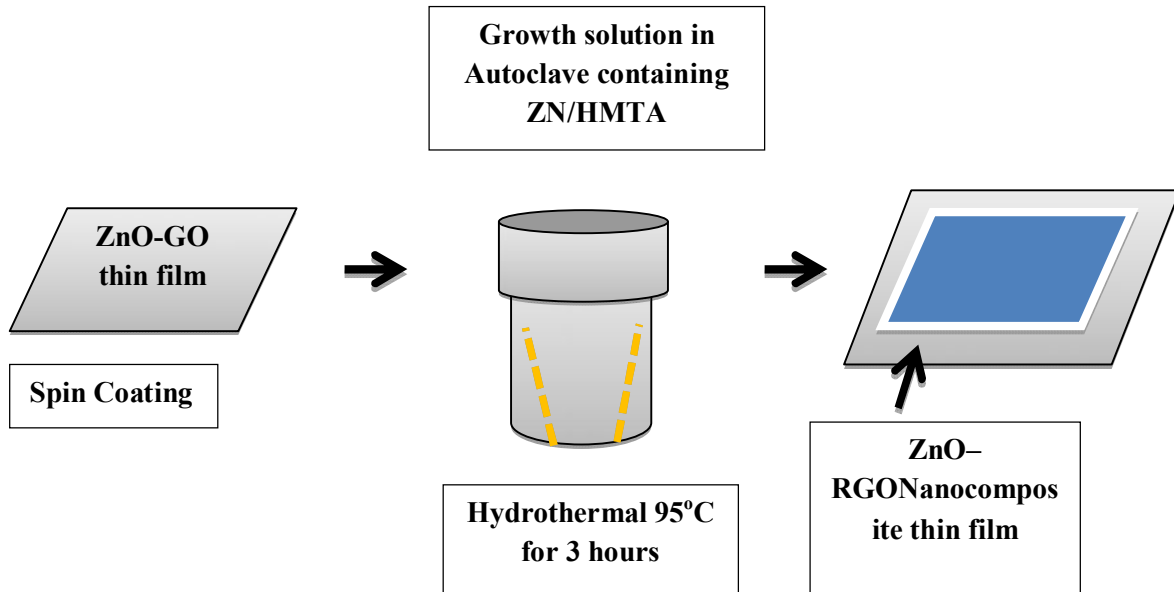 Growth solution in
Autoclave containing
ZN/HMTA
ZnO-GO
thin film
Spin Coating
Hydrothermal 95°C
for 3 hours
ZnO–
RGONanocompos
ite thin film